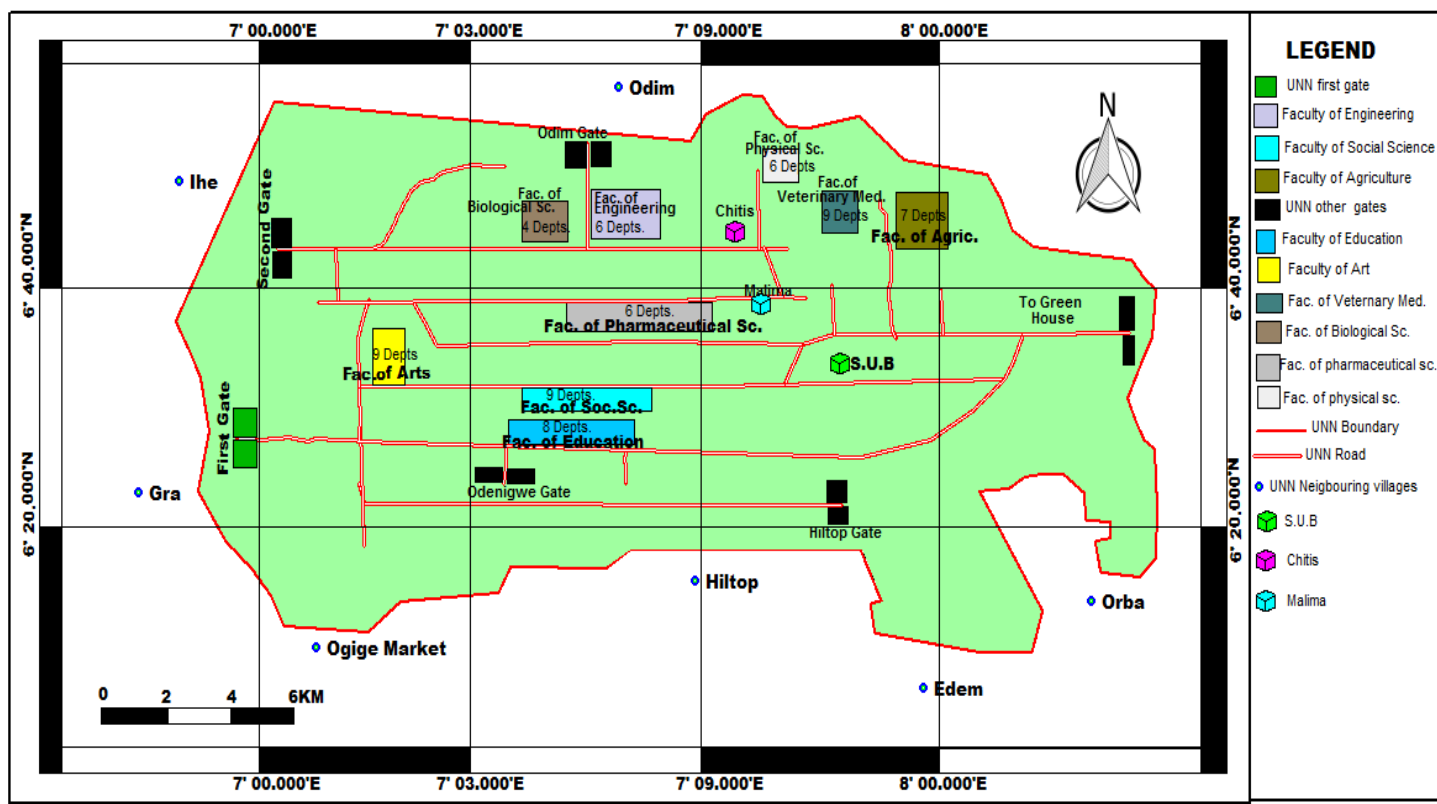 7' 00.000'E
7' 03.000'E
7' 09.000'E
8' 00.000'E
Odim
Ihe
Odim Gate
Fac. of
Physical Sc.
6 Depts
N
Second Gate
Fac. of
Biological Sc.
4 Depts.
Fac. of
Engineering
6 Depts.
Chitis
Fac.of
Veterinary Med.
9 Depts
7 Depts
Fac. of Agric.
6' 40.000'N
6' 40.000'N
Malima
To Green
House
6 Depts.
Fac. of Pharmaceutical Sc.
9 Depts
Fac.of Arts
S.U.B
9 Depts.
Fac. of Soc.Sc.
First Gate
8 Depts.
Fac. of Education
Gra
Odenigwe Gate
Hiltop Gate
6' 20.000'N
6' 20.000'N
Hiltop
Orba
Ogige Market
Edem
0 2 4 6KM
7' 00.000'E
7' 03.000'E
7' 09.000'E
8' 00.000'E
LEGEND
UNN first gate
Faculty of Engineering
Faculty of Social Science
Faculty of Agriculture
UNN other gates
Faculty of Education
Faculty of Art
Fac. of Veternary Med.
Fac. of Biological Sc.
Fac. of pharmaceutical sc.
Fac. of physical sc.
UNN Boundary
UNN Road
UNN Neigbouring villages
S.U.B
Chitis
Malima